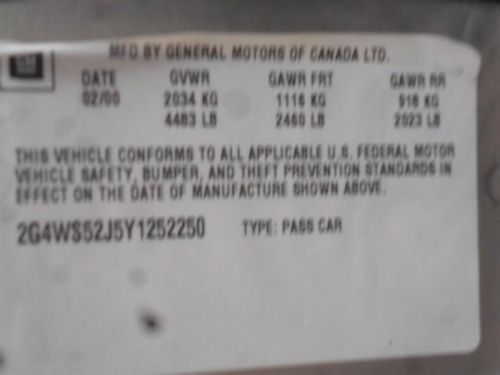 MFD BY GENERAL MOTORS OF CANADA LTD.
DATE GVWR GAWR FRT GAWR RR
02/00 2034 KG 1116 KG 918 KG
4483 LB 2460 LB 2023 LB
THIS VEHICLE CONFORMS TO ALL APPLICABLE U.S. FEDERAL MOTOR
VEHICLE SAFETY, BUMPER, AND THEFT PREVENTION STANDARDS IN
EFFECT ON THE DATE OF MANUFACTURE SHOWN ABOVE.
2G4WS52J5Y1252250 TYPE: PASS CAR